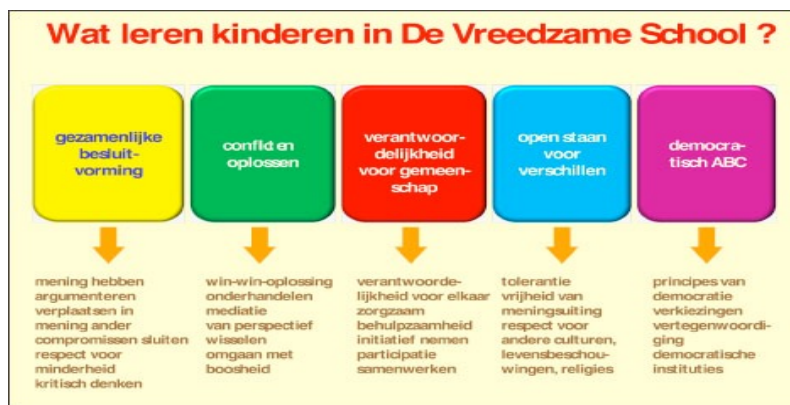 Wat leren kinderen in De Vreedzame School ?
gezamenlijke
besluit-
vorming
conflicten
oplossen
verantwoor-
delijkheid
voor gemeen-
schap
open staan
voor
verschillen
democra-
tisch ABC
mening hebben
argumenteren
verplaatsen in
mening ander
compromissen sluiten
respect voor
minderheid
kritisch denken
win-win-oplossing
onderhandelen
mediatie
van perspectief
wisselen
omgaan met
boosheid
verantwoorde-
lijkheid voor elkaar
zorgzaam
behulpzaamheid
initiatief nemen
participatie
samenwerken
tolerantie
vrijheid van
meningsuiting
respect voor
andere culturen,
levensbeschou-
wingen, religies
principes van
democratie
verkiezingen
vertegenwoordi-
ging
democratische
instituties